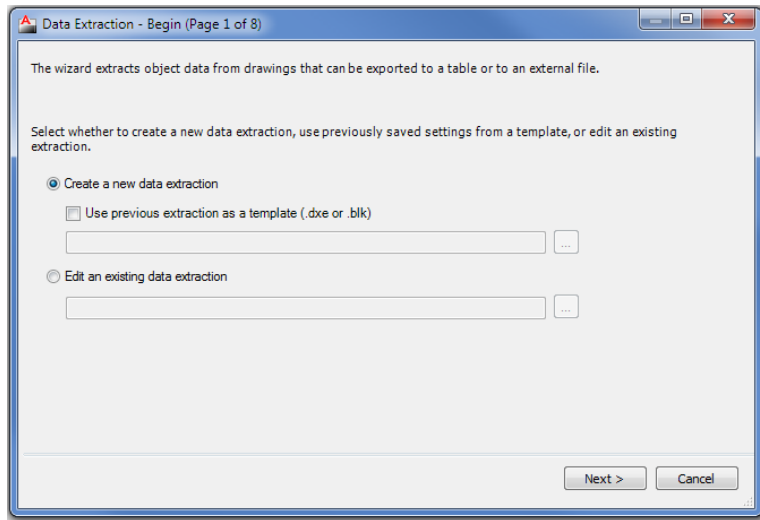 Data Extraction - Begin (Page 1 of 8)
The wizard extracts object data from drawings that can be exported to a table or to an external file.
Select whether to create a new data extraction, use previously saved settings from a template, or edit an existing
extraction.
Create a new data extraction
Use previous extraction as a template (.dxe or .blk)
...
Edit an existing data extraction
...
Next > Cancel